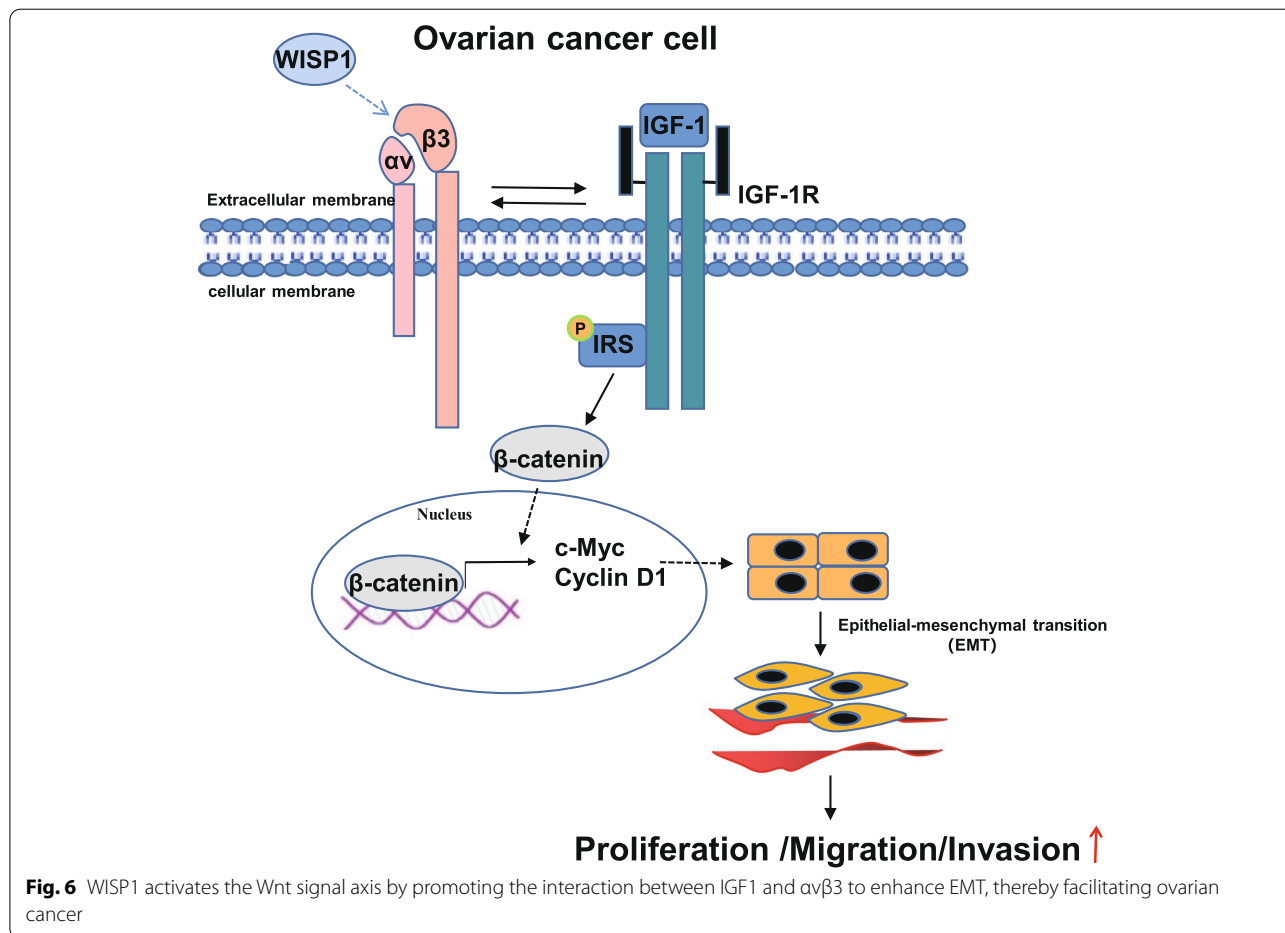 Ovarian cancer cell
WISP1
β3
αv
IGF-1
IGF-1R
Extracellular membrane
cellular membrane
P
IRS
β-catenin
Nucleus
β-catenin
c-Myc
Cyclin D1
Epithelial-mesenchymal transition
(EMT)
Proliferation /Migration/Invasion
Fig. 6 WISP1 activates the Wnt signal axis by promoting the interaction between IGF1 and αvβ3 to enhance EMT, thereby facilitating ovarian
cancer